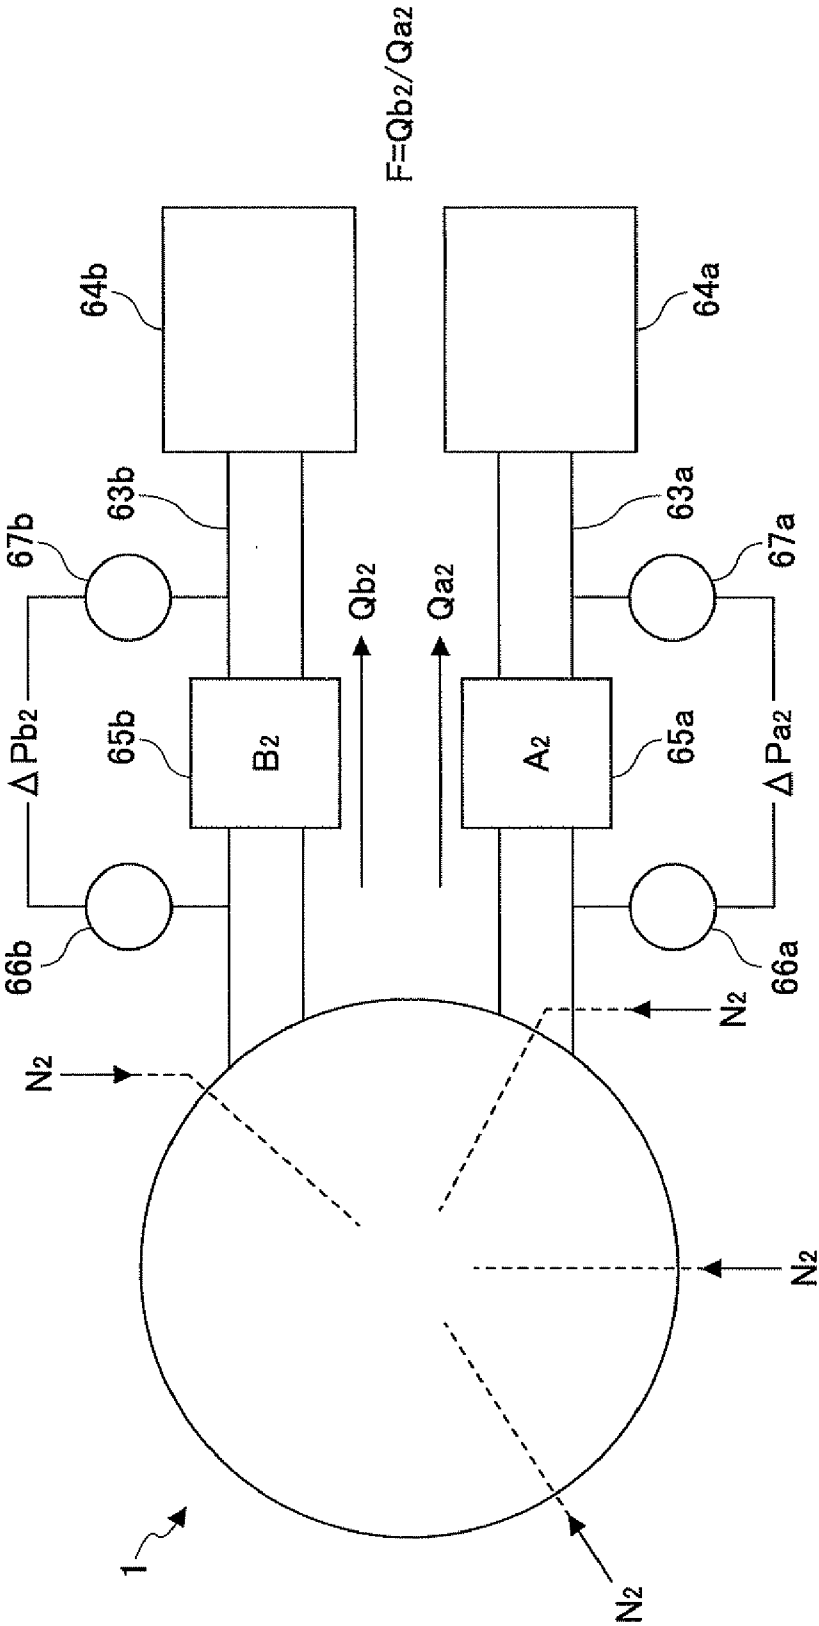 66b
ΔPb2
67b
N2
64b
1
65b
63b
B2
Qb2
F=Qb2/Qa2
Qa2
A2
N2
65a
63a
64a
N2
66a
ΔPa2
67a
N2